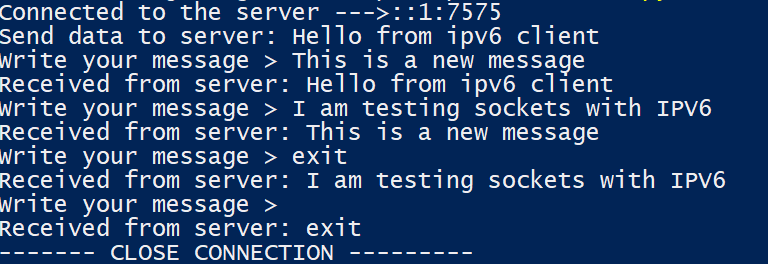 Connected to the server --->::1:7575
Send data to server: Hello from ipv6 client
Write your message > This is a new message
Received from server: Hello from ipv6 client
Write your message > I am testing sockets with IPV6
Received from server: This is a new message
Write your message > exit
Received from server: I am testing sockets with IPV6
Write your message >
Received from server: exit
------- CLOSE CONNECTION ---------